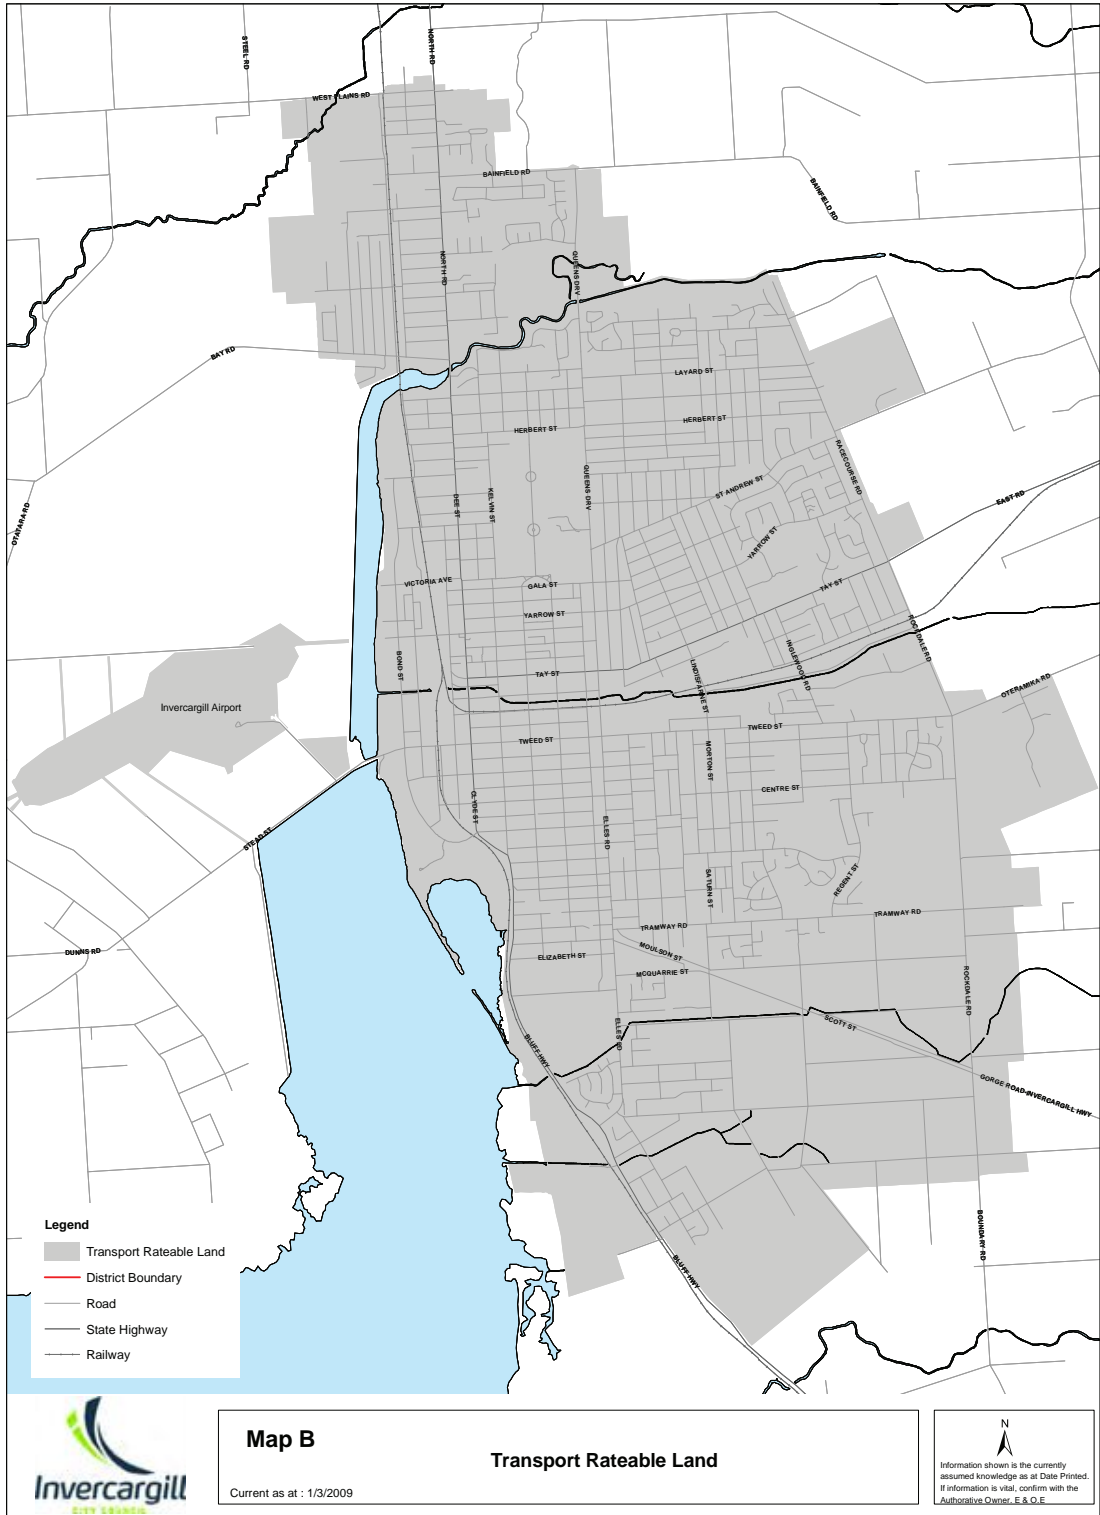 STEEL RD
NORTH RD
WEST PLAINS RD
BAINFIELD RD
BAINFIELD RD
NORTH RD
QUEENS DRV
BAY RD
LAYARD ST
HERBERT ST
HERBERT ST
RACECOURSE RD
QUEENS DRV
ST ANDREW ST
DEE ST
KELVIN ST
EAST RD
OTATARA RD
YARROW ST
VICTORIA AVE
GALA ST
TAY ST
YARROW ST
ROCKDALE RD
BOND ST
TAY ST
LINDISFARNE ST
INGLEWOOD RD
OTERAMIKA RD
Invercargill Airport
TWEED ST
TWEED ST
MORTON ST
CENTRE ST
CLYDE ST
ELLES RD
STEAD ST
SATURN ST
REGENT ST
TRAMWAY RD
TRAMWAY RD
DUNNS RD
ELIZABETH ST
MOULSON ST
MCQUARRIE ST
ROCKDALE RD
ELLES RD
SCOTT ST
BLUFF HWY
GORGE ROAD-INVERCARGILL HWY
BOUNDARY RD
BLUFF HWY
Legend
Transport Rateable Land
District Boundary
Road
State Highway
Railway
Invercargill
CITY COUNCIL
Map B
Transport Rateable Land
Current as at : 1/3/2009
N
Information shown is the currently
assumed knowledge as at Date Printed.
If information is vital, confirm with the
Authorative Owner. E & O.E